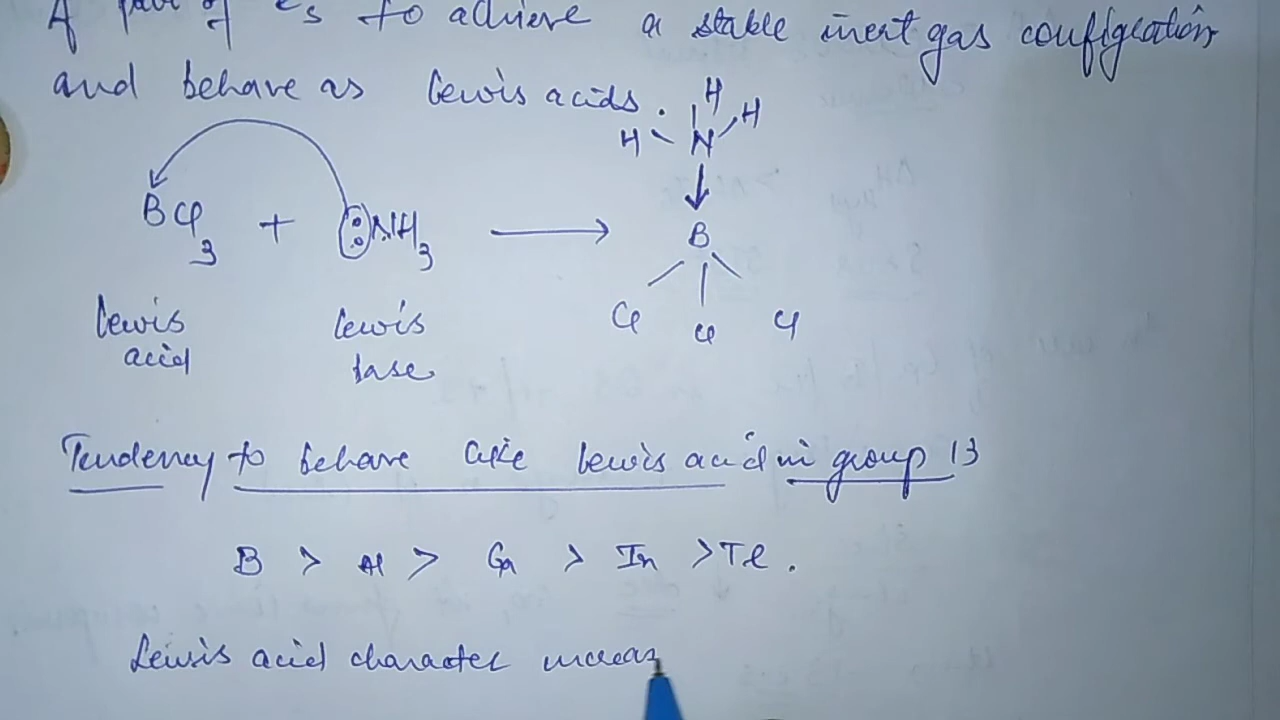 A pair of es to achieve a stable inert gas configration
and behave as lewis acids.
H
H N H
BCl3 + :NH3 → B
Cl Cl Cl
lewis acid
lewis base
Tendency to behave like lewis acid in group 13
B > Al > Ga > In > Tl.
Lewis acid character increas